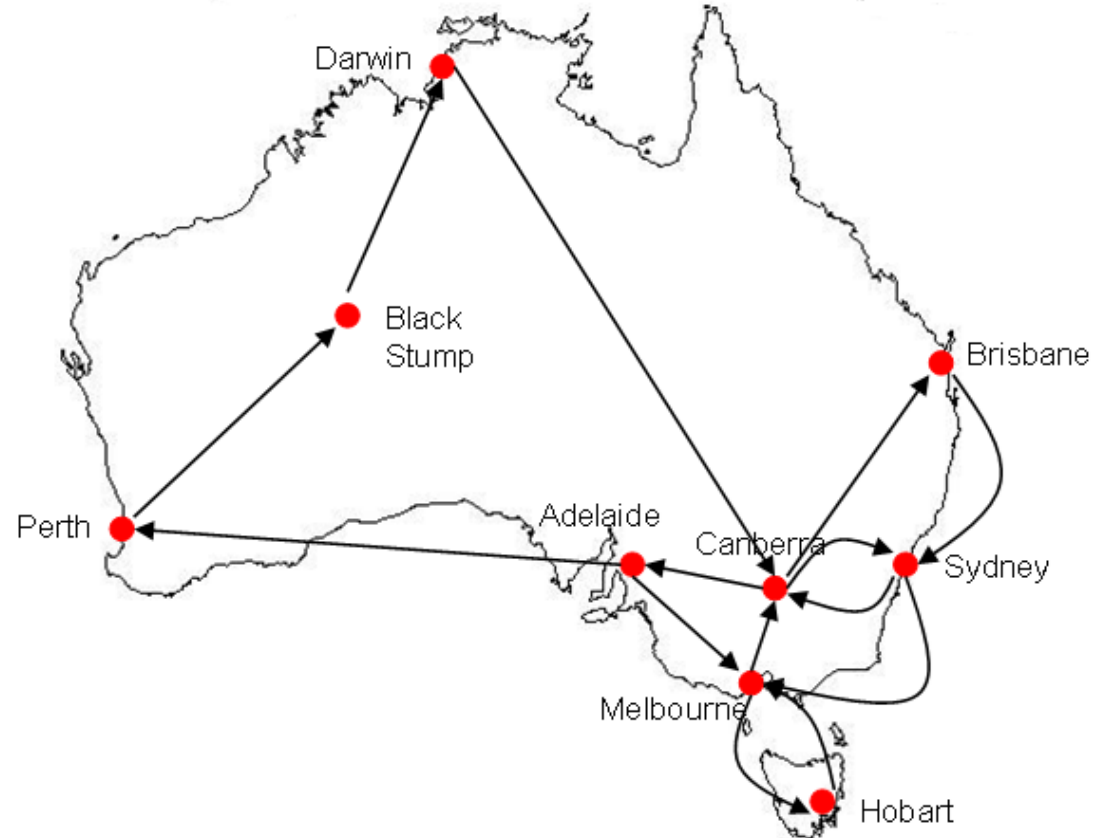 Darwin
Black
Stump
Brisbane
Perth
Adelaide
Canberra
Sydney
Melbourne
Hobart